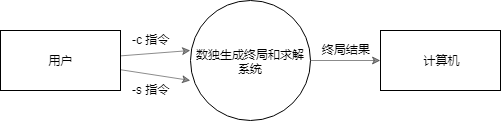 用户
-c 指令
-s 指令
数独生成终局和求解
系统
终局结果
计算机